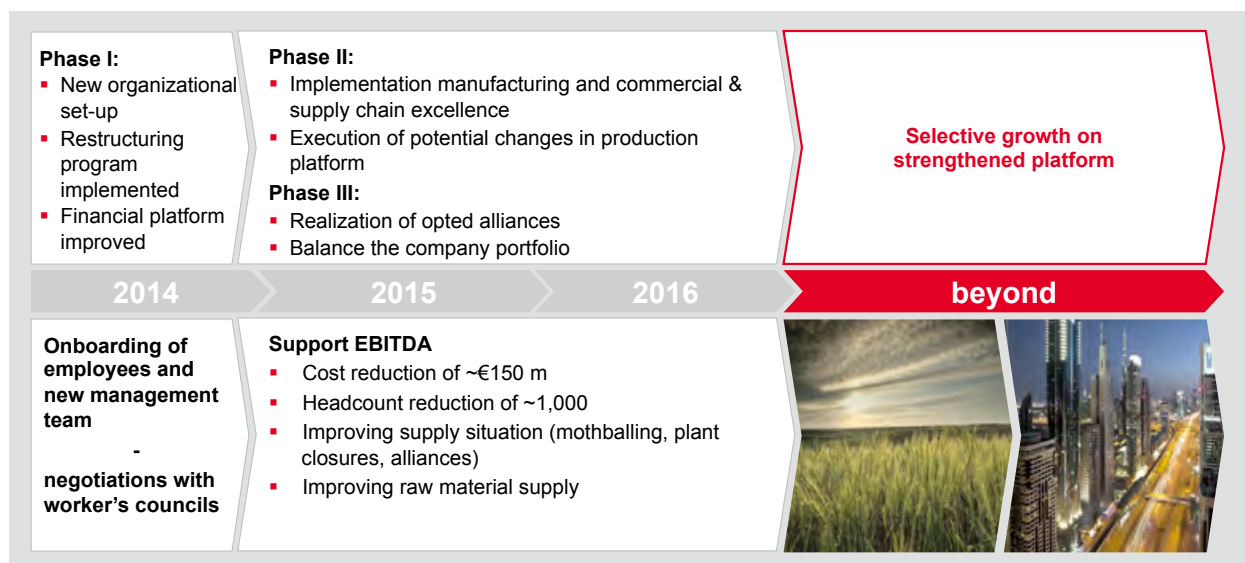 Phase I:
▪ New organizational
set-up
▪ Restructuring
program
implemented
▪ Financial platform
improved
Phase II:
▪ Implementation manufacturing and commercial &
supply chain excellence
▪ Execution of potential changes in production
platform
Phase III:
▪ Realization of opted alliances
▪ Balance the company portfolio
Selective growth on
strengthened platform
2014
2015
2016
beyond
Onboarding of
employees and
new management
team
-
negotiations with
worker’s councils
Support EBITDA
▪ Cost reduction of ~€150 m
▪ Headcount reduction of ~1,000
▪ Improving supply situation (mothballing, plant
closures, alliances)
▪ Improving raw material supply